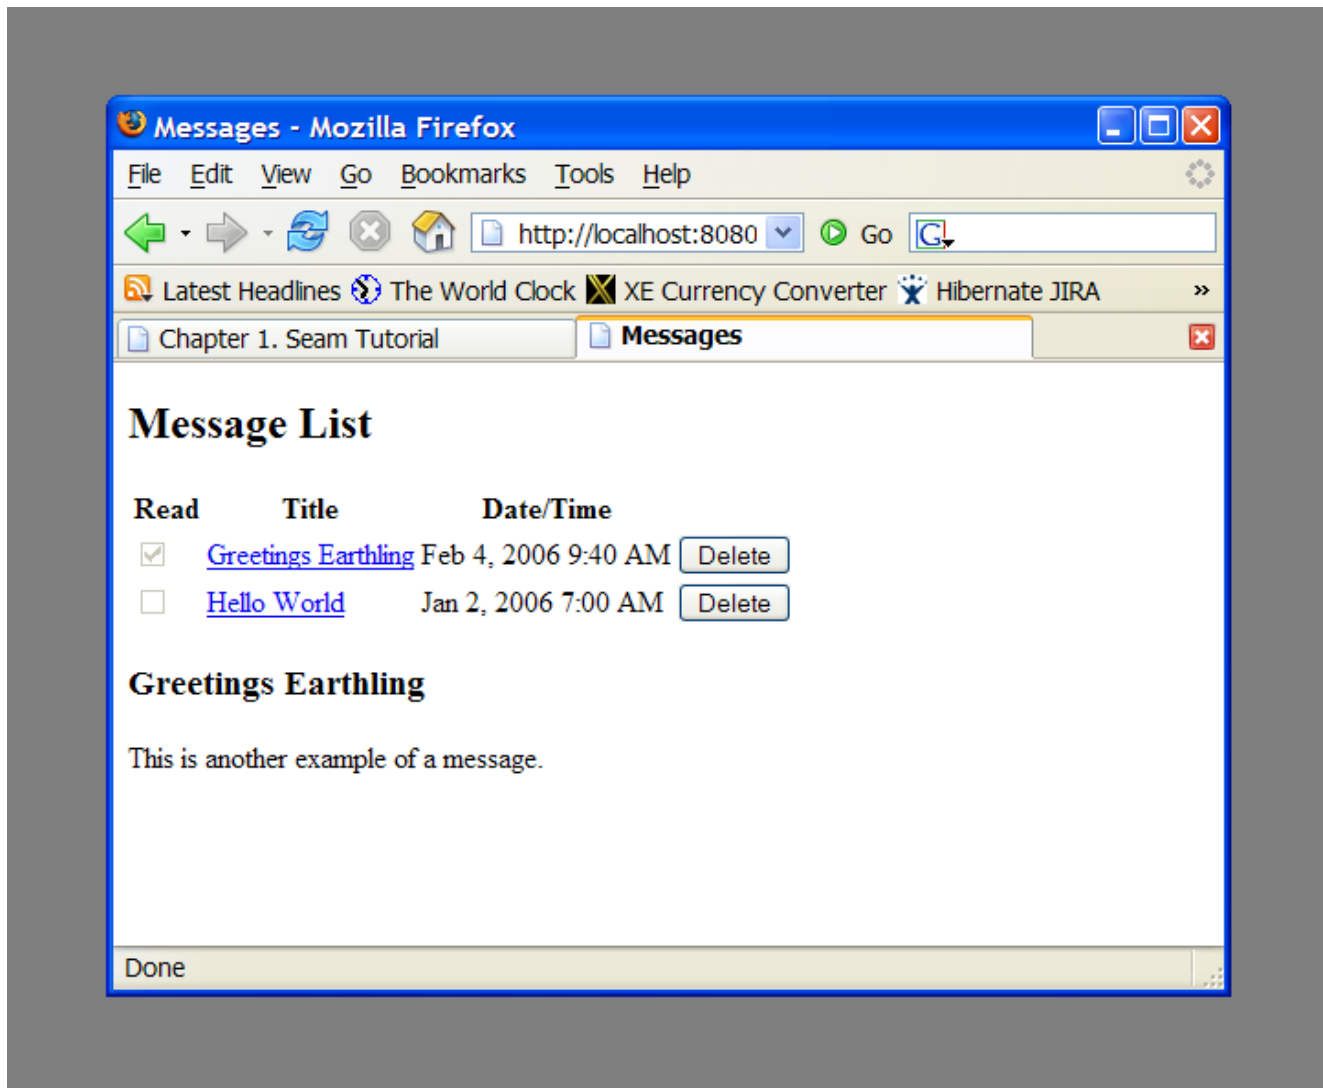 Messages - Mozilla Firefox
File Edit View Go Bookmarks Tools Help
http://localhost:8080 Go G
Latest Headlines The World Clock XE Currency Converter Hibernate JIRA »
Chapter 1. Seam Tutorial Messages
Message List
Read Title Date/Time
Greetings Earthling Feb 4, 2006 9:40 AM Delete
Hello World Jan 2, 2006 7:00 AM Delete
Greetings Earthling
This is another example of a message.
Done